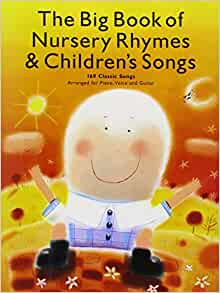 The Big Book of
Nursery Rhymes
& Children's Songs
169 Classic Songs
Arranged for Piano, Voice and Guitar